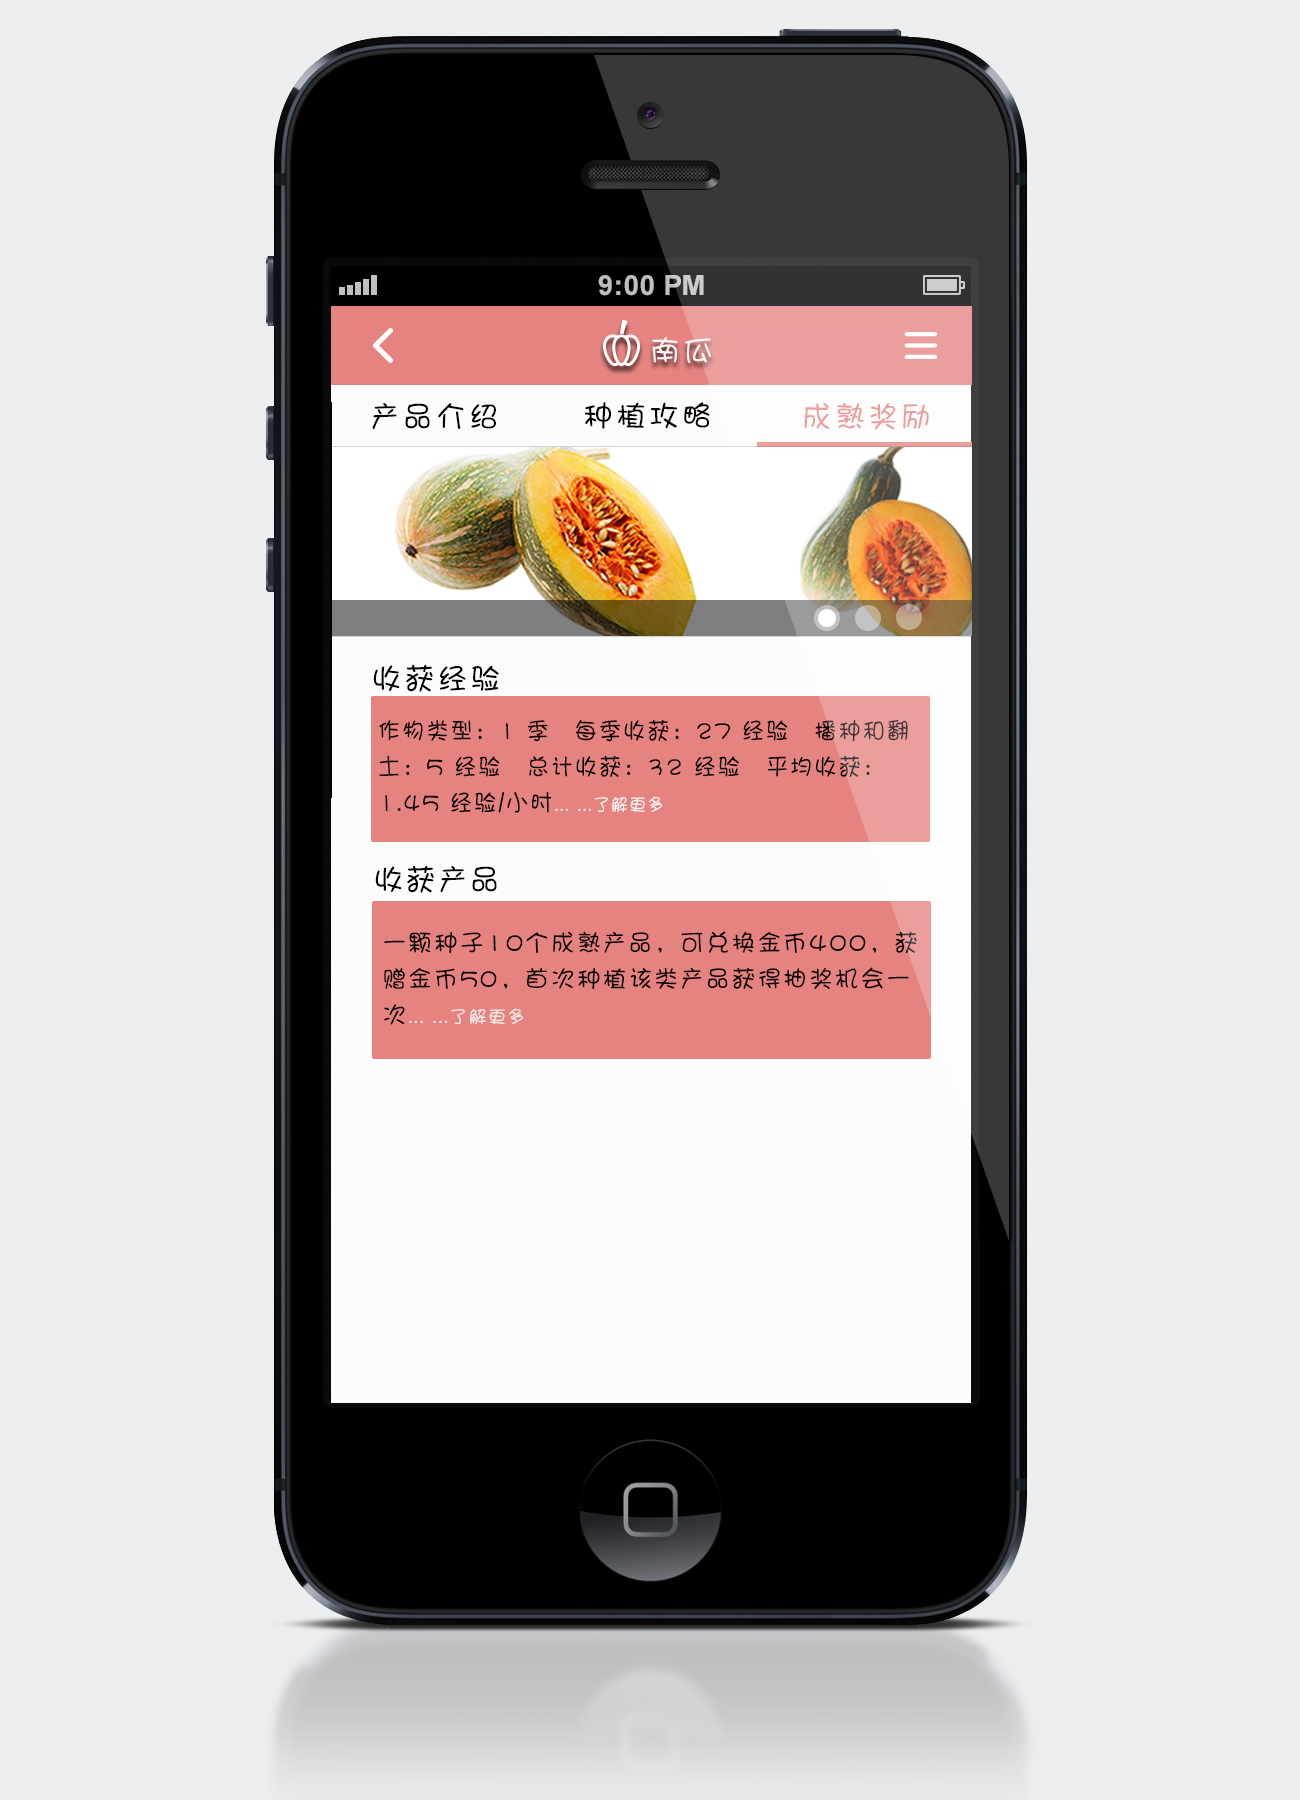 9:00 PM
南瓜
产品介绍 种植攻略 成熟奖励
收获经验
作物类型：1 季 每季收获：27 经验 播种和翻
土：5 经验 总计收获：32 经验 平均收获：
1.45 经验/小时... ...了解更多
收获产品
一颗种子10个成熟产品，可兑换金币400，获
赠金币50，首次种植该类产品获得抽奖机会一
次... ...了解更多